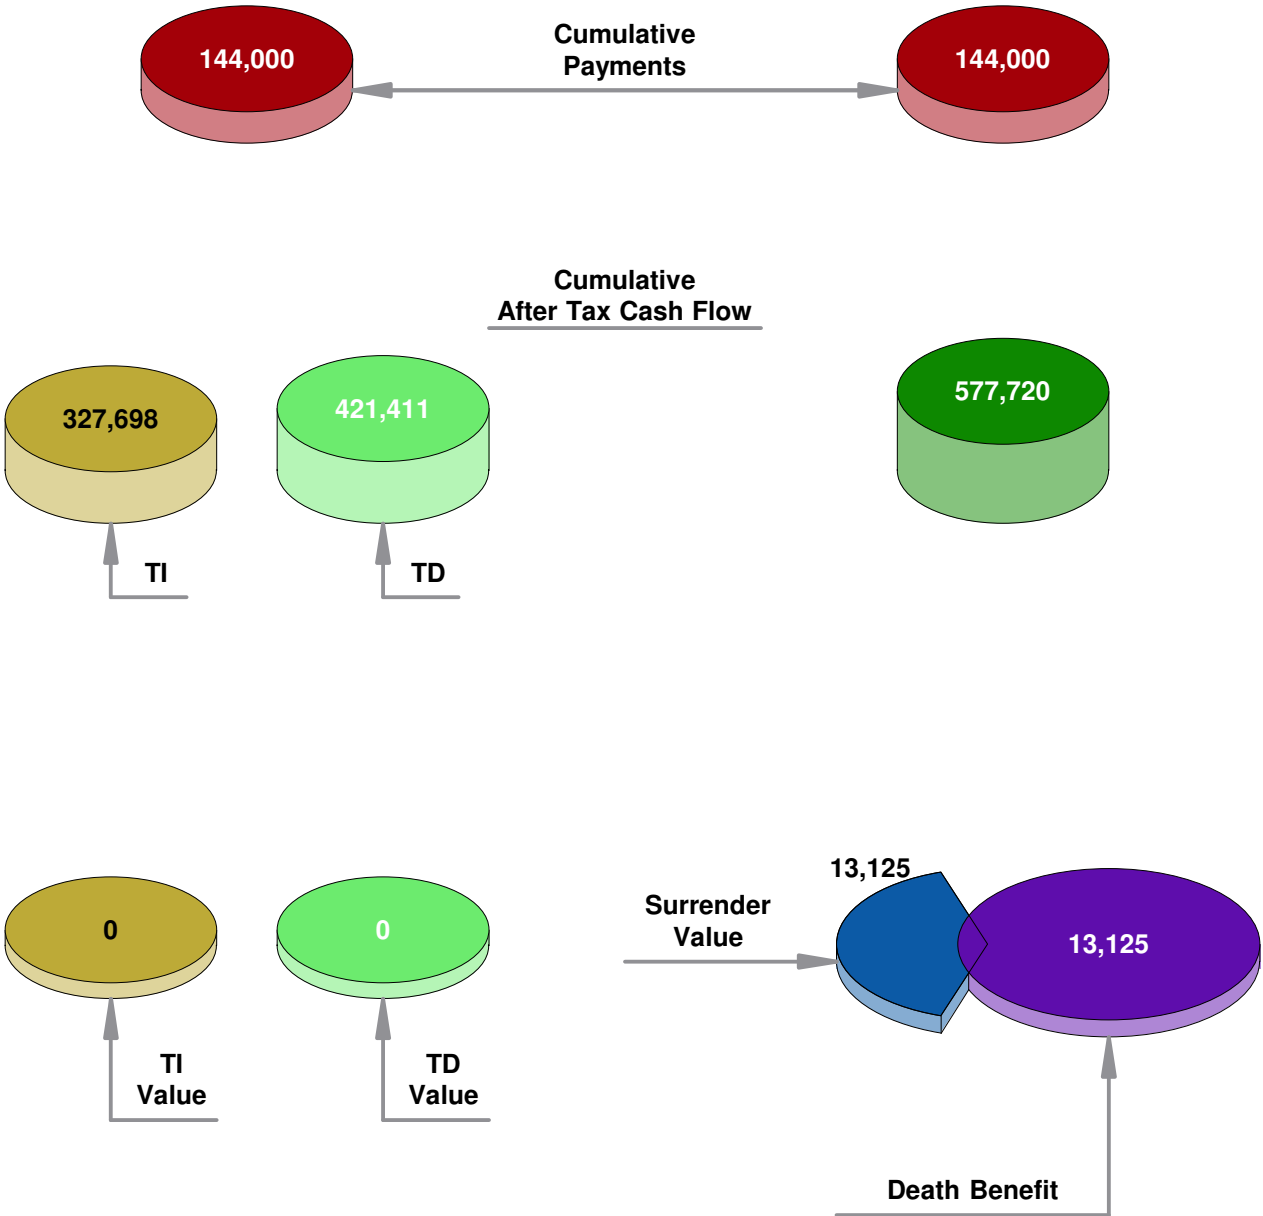 144,000
Cumulative
Payments
144,000
Cumulative
After Tax Cash Flow
327,698
421,411
577,720
TI
TD
0
0
13,125
Surrender
Value
13,125
TI
Value
TD
Value
Death Benefit